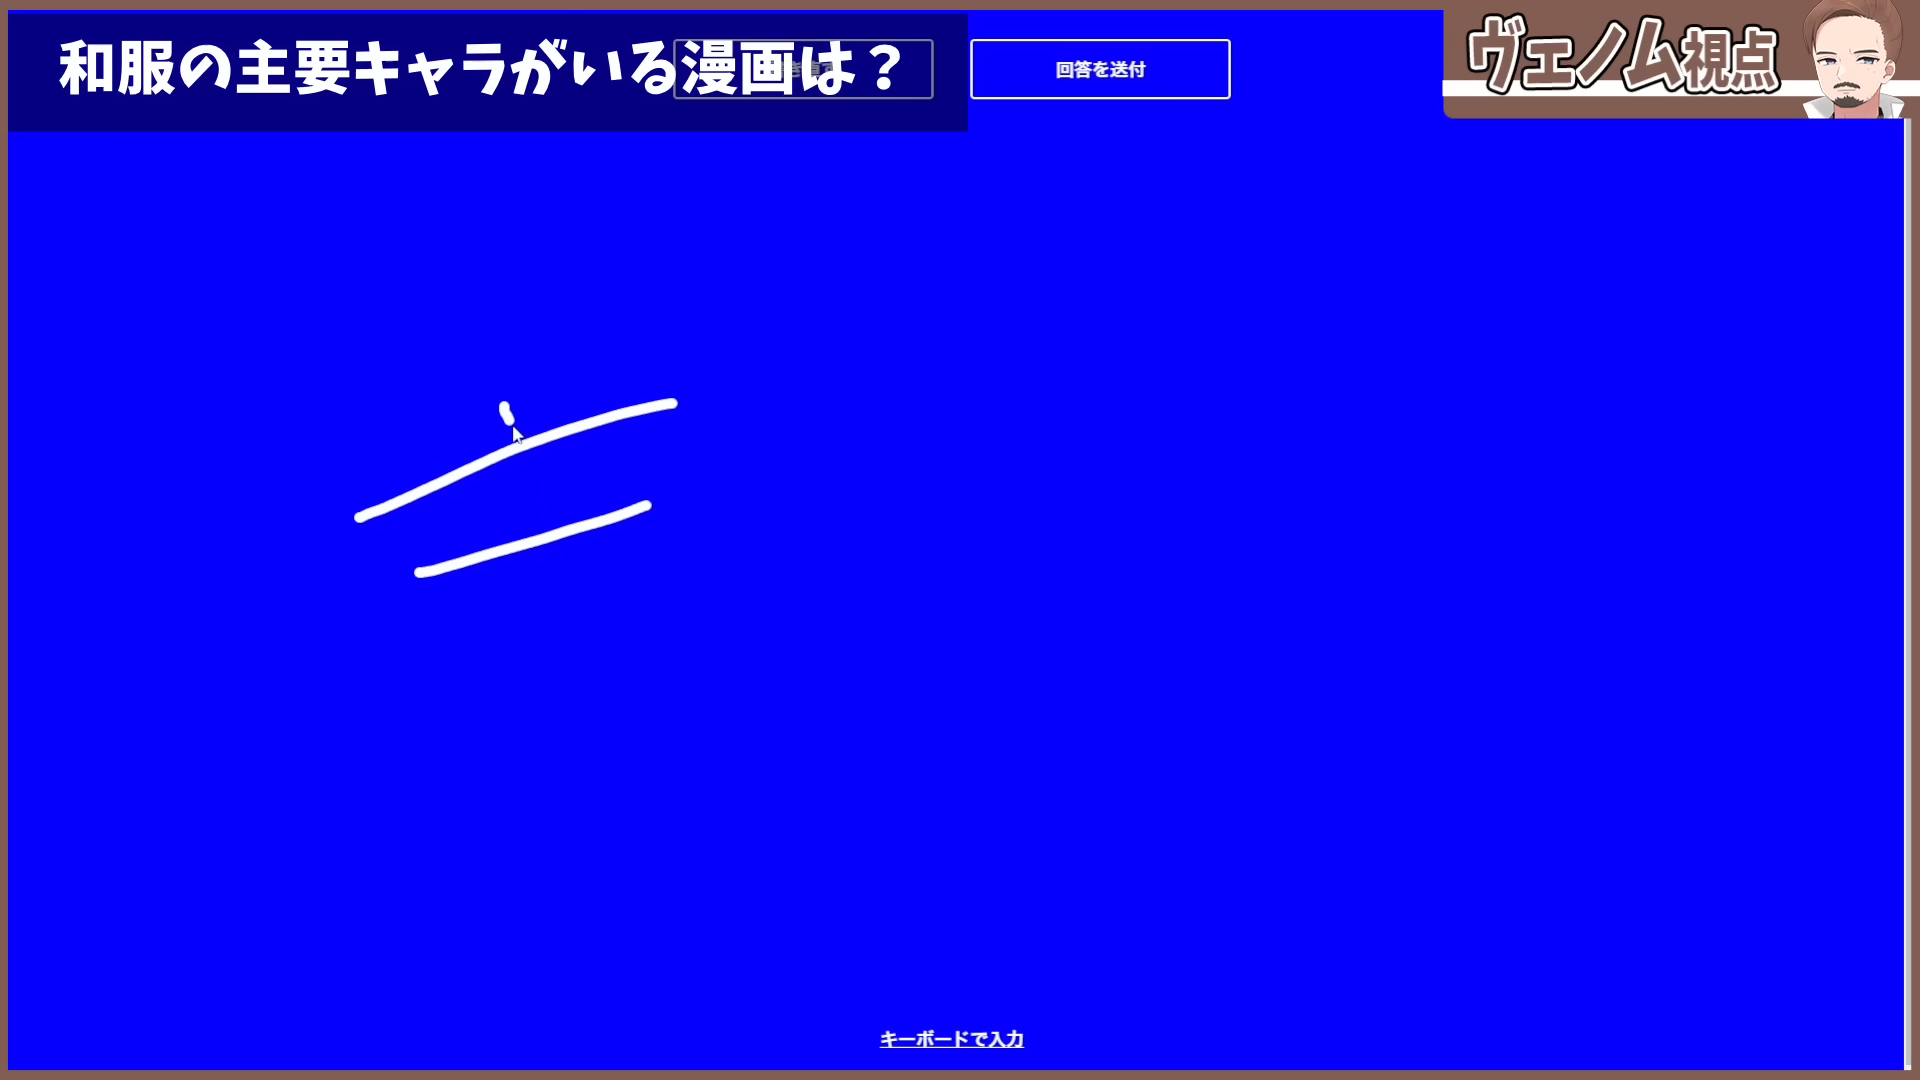 和服の主要キャラがいる漫画は？
回答を送付
ヴェノム視点
キーボードで入力